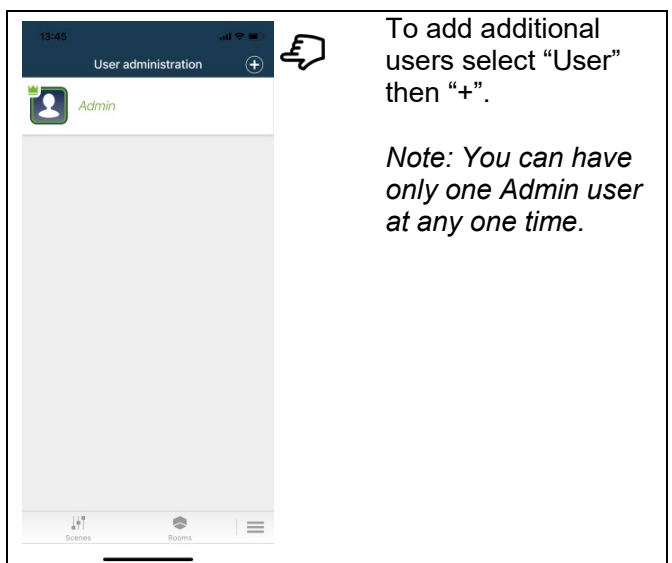 13:45
User administration
Admin
Scenes
Rooms
To add additional
users select “User”
then “+”.
Note: You can have
only one Admin user
at any one time.